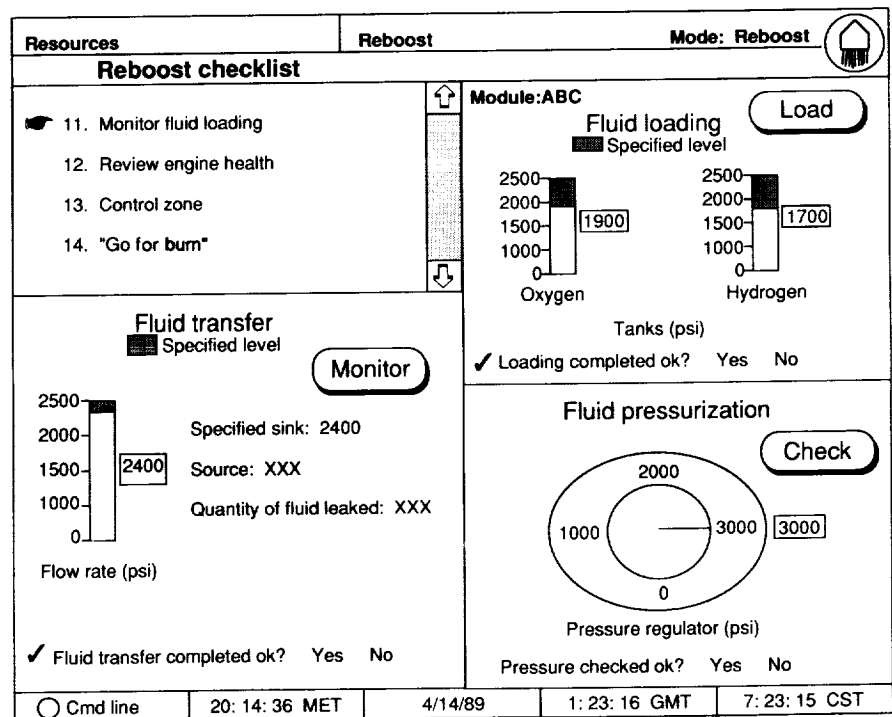 Resources
Reboost
Mode: Reboost
Reboost checklist
11. Monitor fluid loading
12. Review engine health
13. Control zone
14. "Go for burn"
Module:ABC
Load
Fluid loading
Specified level
2500
2000
1500
1000
0
1900
Oxygen
2500
2000
1500
1000
0
1700
Hydrogen
Tanks (psi)
✓ Loading completed ok? Yes No
Fluid transfer
Specified level
Monitor
2500
2000
1500
1000
0
2400
Specified sink: 2400
Source: XXX
Quantity of fluid leaked: XXX
Flow rate (psi)
✓ Fluid transfer completed ok? Yes No
Fluid pressurization
Check
2000
1000
3000
3000
0
Pressure regulator (psi)
Pressure checked ok? Yes No
Cmd line
20: 14: 36 MET
4/14/89
1: 23: 16 GMT
7: 23: 15 CST